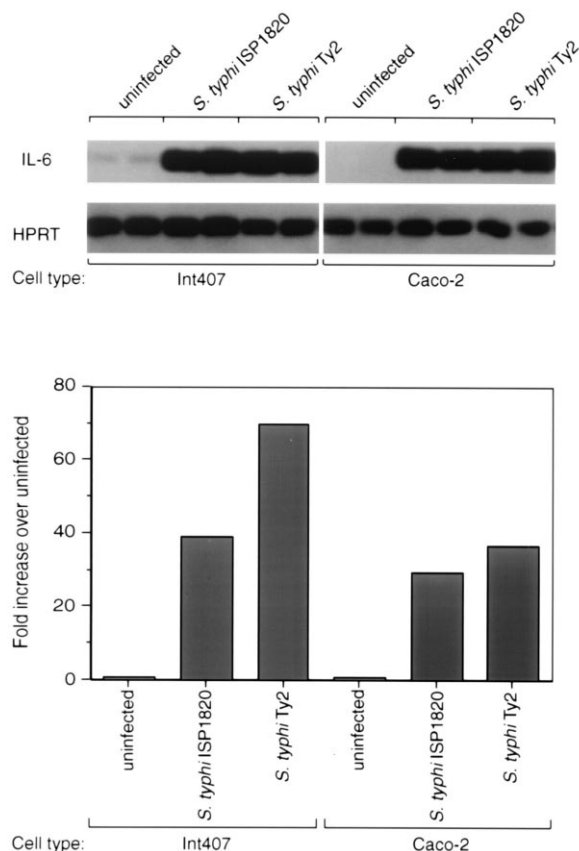 uninfected S. typhi ISP1820 S. typhi Ty2 uninfected S. typhi ISP1820 S. typhi Ty2
IL-6
HPRT
Cell type: Int407 Caco-2
80
60
40
20
0
Fold increase over uninfected
uninfected
S. typhi ISP1820
S. typhi Ty2
uninfected
S. typhi ISP1820
S. typhi Ty2
Cell type: Int407 Caco-2